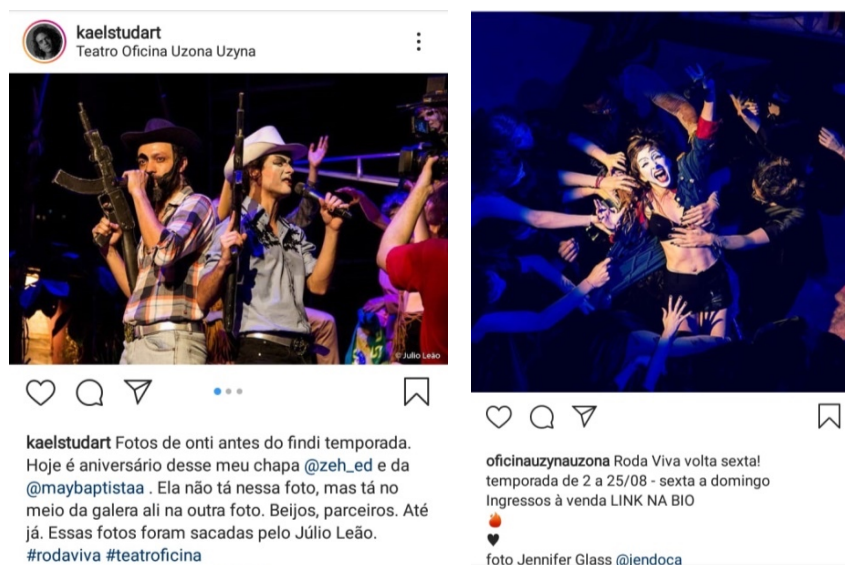 kaelstudart
Teatro Oficina Uzona Uzyna
©Julio Leão
kaelstudart Fotos de onti antes do findi temporada.
Hoje é aniversário desse meu chapa @zeh_ed e da
@maybaptistaa . Ela não tá nessa foto, mas tá no
meio da galera ali na outra foto. Beijos, parceiros. Até
já. Essas fotos foram sacadas pelo Júlio Leão.
#rodaviva #teatroficina
oficinauzynauzona Roda Viva volta sexta!
temporada de 2 a 25/08 - sexta a domingo
Ingressos à venda LINK NA BIO
foto Jennifer Glass @jendoca